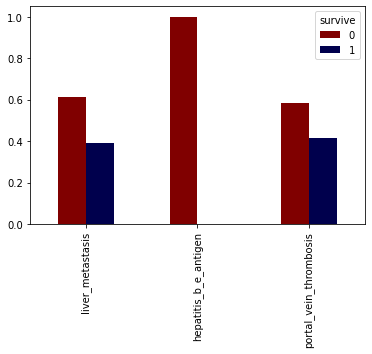 survive
0
1
1.0
0.8
0.6
0.4
0.2
0.0
liver_metastasis
hepatitis_b_e_antigen
portal_vein_thrombosis